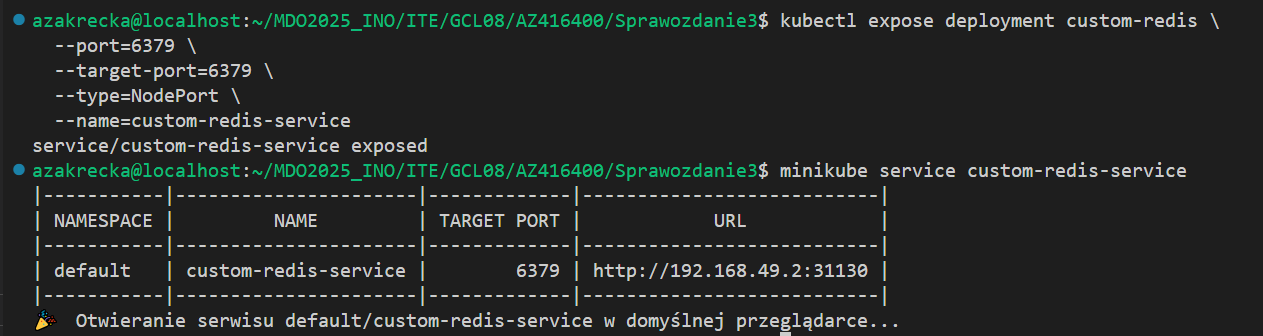 azakrecka@localhost:~/MDO2025_INO/ITE/GCL08/AZ416400/Sprawozdanie3$ kubectl expose deployment custom-redis \
  --port=6379 \
  --target-port=6379 \
  --type=NodePort \
  --name=custom-redis-service
service/custom-redis-service exposed
azakrecka@localhost:~/MDO2025_INO/ITE/GCL08/AZ416400/Sprawozdanie3$ minikube service custom-redis-service
|-----------|----------------------|-------------|---------------------------|
| NAMESPACE |         NAME         | TARGET PORT |            URL            |
|-----------|----------------------|-------------|---------------------------|
| default   | custom-redis-service |        6379 | http://192.168.49.2:31130 |
|-----------|----------------------|-------------|---------------------------|
🎉  Otwieranie serwisu default/custom-redis-service w domyślnej przeglądarce...